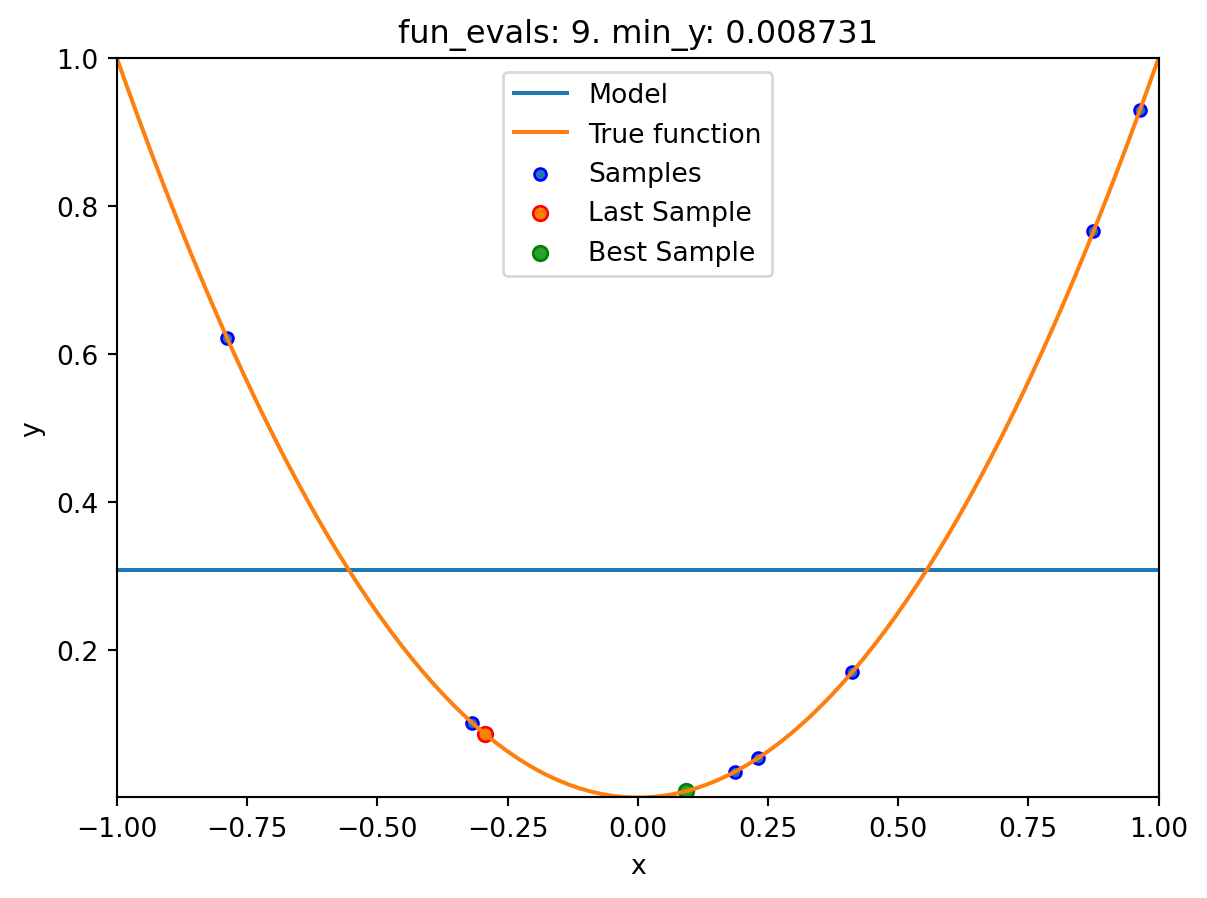 fun_evals: 9. min_y: 0.008731
Model
True function
Samples
Last Sample
Best Sample
1.0
0.8
0.6
0.4
0.2
y
−1.00 −0.75 −0.50 −0.25 0.00 0.25 0.50 0.75 1.00
x